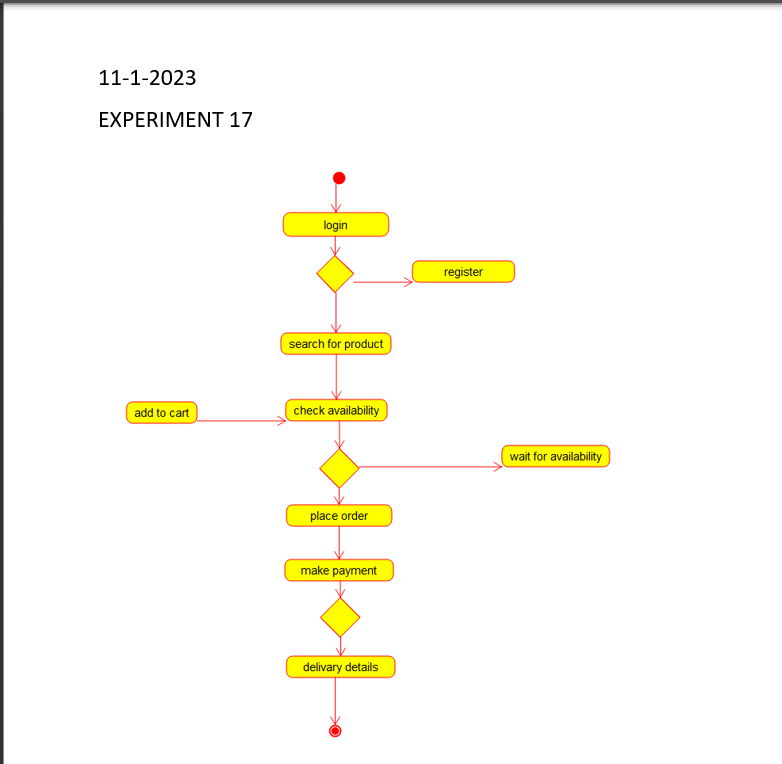 11-1-2023
EXPERIMENT 17
login
register
search for product
add to cart
check availability
wait for availability
place order
make payment
delivary details